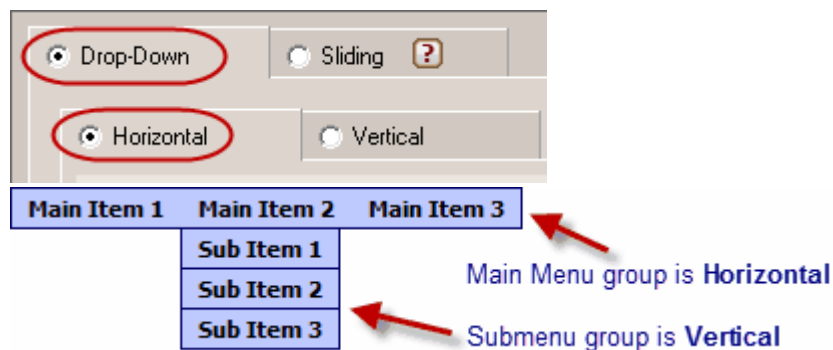 Drop-Down Sliding ?
Horizontal Vertical
Main Item 1 Main Item 2 Main Item 3
Sub Item 1
Main Menu group is Horizontal
Sub Item 2
Sub Item 3
Submenu group is Vertical